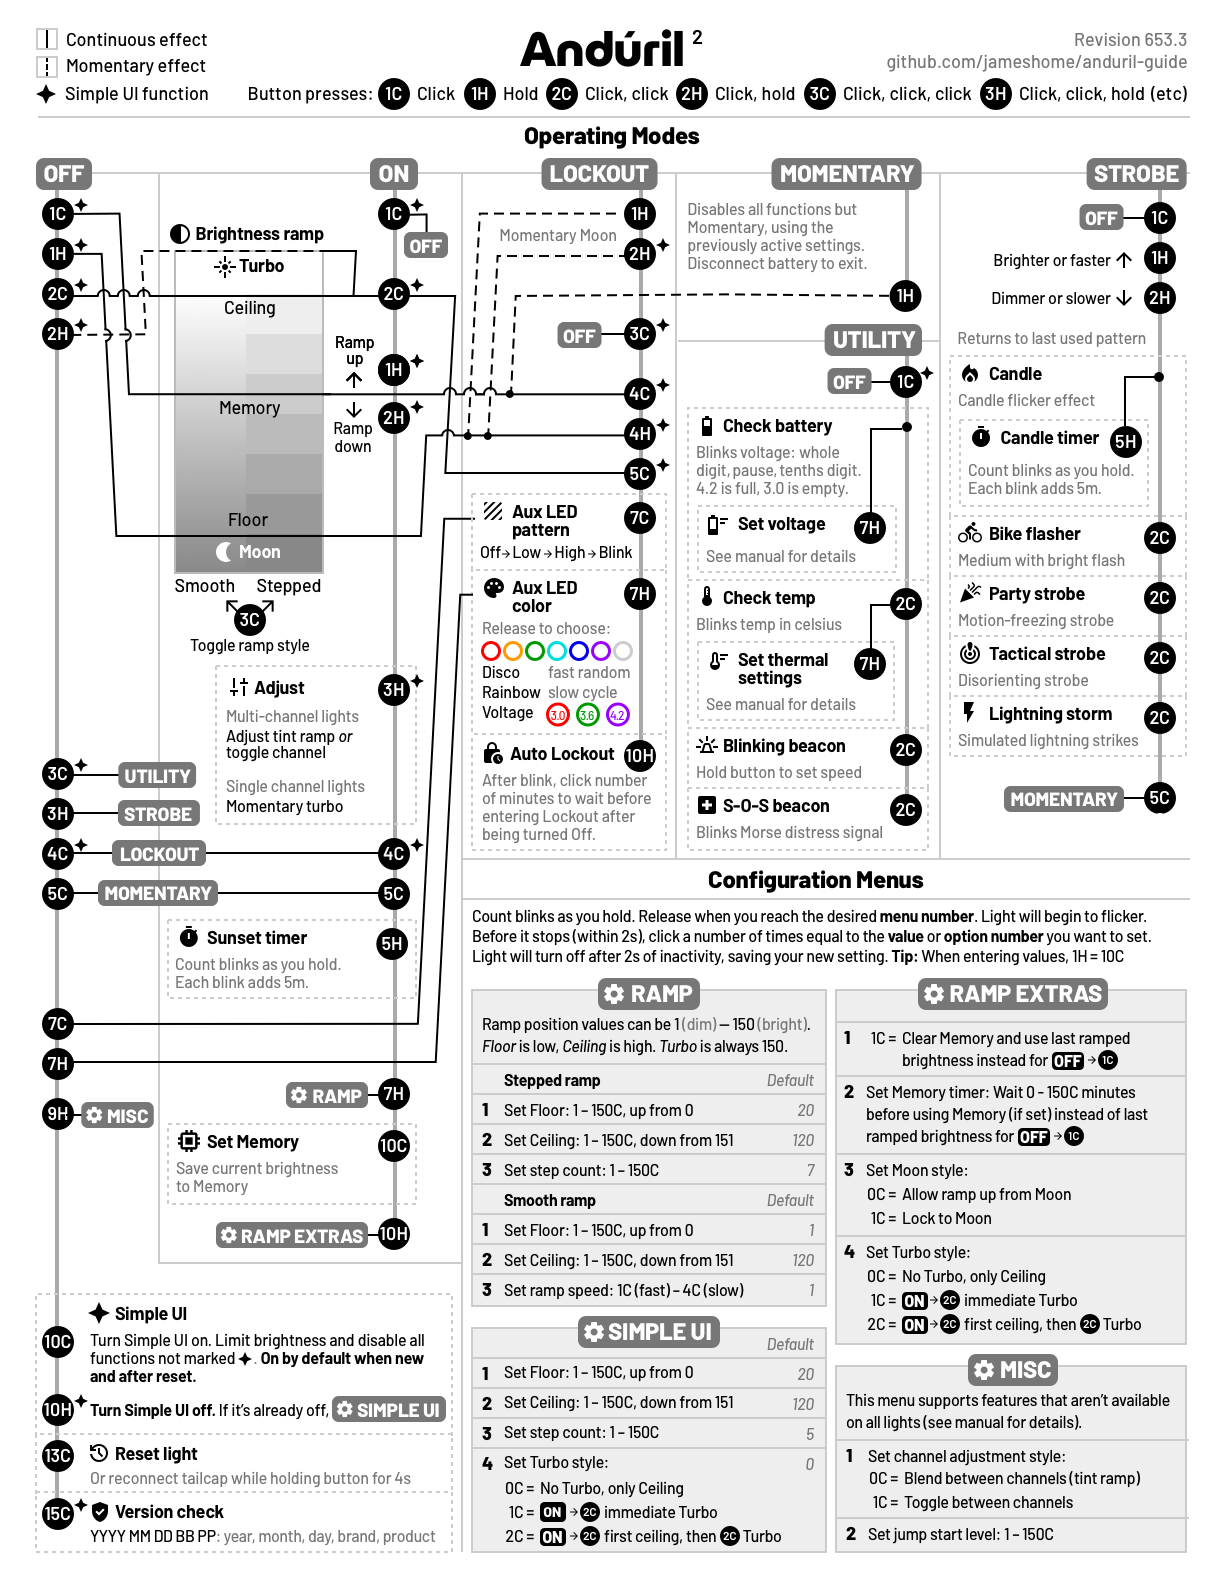 Continuous effect
Momentary effect
Simple UI function
Andúril 2
Revision 653.3
github.com/jameshome/anduril-guide
Button presses: 1C Click 1H Hold 2C Click, click 2H Click, hold 3C Click, click, click 3H Click, click, hold (etc)
Operating Modes
OFF
1C
1H
2C
2H
Brightness ramp
Turbo
Ceiling
Memory
Floor
Moon
Smooth Stepped
3C
Toggle ramp style
ON
1C
OFF
2C
Ramp
up
1H
2H
Ramp
down
Adjust
3H
Multi-channel lights
Adjust tint ramp or
toggle channel
Single channel lights
Momentary turbo
3C UTILITY
3H STROBE
4C LOCKOUT 4C
5C MOMENTARY 5C
Sunset timer
5H
Count blinks as you hold.
Each blink adds 5m.
7C
7H
RAMP 7H
9H MISC
Set Memory
10C
Save current brightness
to Memory
RAMP EXTRAS 10H
Simple UI
10C
Turn Simple UI on. Limit brightness and disable all
functions not marked . On by default when new
and after reset.
10H Turn Simple UI off. If it's already off, SIMPLE UI
13C Reset light
Or reconnect tailcap while holding button for 4s
15C Version check
YYYY MM DD BB PP: year, month, day, brand, product
LOCKOUT
1H
Momentary Moon
2H
OFF 3C
4C
4H
5C
Aux LED
pattern
7C
Off→ Low → High → Blink
Aux LED
color
7H
Release to choose:
Disco fast random
Rainbow slow cycle
Voltage 3.0 3.6 4.2
Auto Lockout 10H
After blink, click number
of minutes to wait before
entering Lockout after
being turned Off.
MOMENTARY
Disables all functions but
Momentary, using the
previously active settings.
Disconnect battery to exit.
1H
UTILITY
OFF 1C
Check battery
Blinks voltage: whole
digit, pause, tenths digit.
4.2 is full, 3.0 is empty.
Set voltage 7H
See manual for details
Check temp 2C
Blinks temp in celsius
Set thermal
settings
7H
See manual for details
Blinking beacon 2C
Hold button to set speed
S-O-S beacon 2C
Blinks Morse distress signal
STROBE
OFF 1C
Brighter or faster ↑ 1H
Dimmer or slower ↓ 2H
Returns to last used pattern
Candle
Candle flicker effect
Candle timer 5H
Count blinks as you hold.
Each blink adds 5m.
Bike flasher 2C
Medium with bright flash
Party strobe 2C
Motion-freezing strobe
Tactical strobe 2C
Disorienting strobe
Lightning storm 2C
Simulated lightning strikes
MOMENTARY 5C
Configuration Menus
Count blinks as you hold. Release when you reach the desired menu number. Light will begin to flicker.
Before it stops (within 2s), click a number of times equal to the value or option number you want to set.
Light will turn off after 2s of inactivity, saving your new setting. Tip: When entering values, 1H = 10C
RAMP
Ramp position values can be 1 (dim) – 150 (bright).
Floor is low, Ceiling is high. Turbo is always 150.
Stepped ramp Default
1 Set Floor: 1 – 150C, up from 0 20
2 Set Ceiling: 1 – 150C, down from 151 120
3 Set step count: 1 – 150C 7
Smooth ramp Default
1 Set Floor: 1 – 150C, up from 0 1
2 Set Ceiling: 1 – 150C, down from 151 120
3 Set ramp speed: 1C (fast) – 4C (slow) 1
SIMPLE UI
Default
1 Set Floor: 1 – 150C, up from 0 20
2 Set Ceiling: 1 – 150C, down from 151 120
3 Set step count: 1 – 150C 5
4 Set Turbo style: 0
0C = No Turbo, only Ceiling
1C = ON → 2C immediate Turbo
2C = ON → 2C first ceiling, then 2C Turbo
RAMP EXTRAS
1 1C = Clear Memory and use last ramped
brightness instead for OFF → 1C
2 Set Memory timer: Wait 0 - 150C minutes
before using Memory (if set) instead of last
ramped brightness for OFF → 1C
3 Set Moon style:
0C = Allow ramp up from Moon
1C = Lock to Moon
4 Set Turbo style:
0C = No Turbo, only Ceiling
1C = ON → 2C immediate Turbo
2C = ON → 2C first ceiling, then 2C Turbo
MISC
This menu supports features that aren't available
on all lights (see manual for details).
1 Set channel adjustment style:
0C = Blend between channels (tint ramp)
1C = Toggle between channels
2 Set jump start level: 1 – 150C